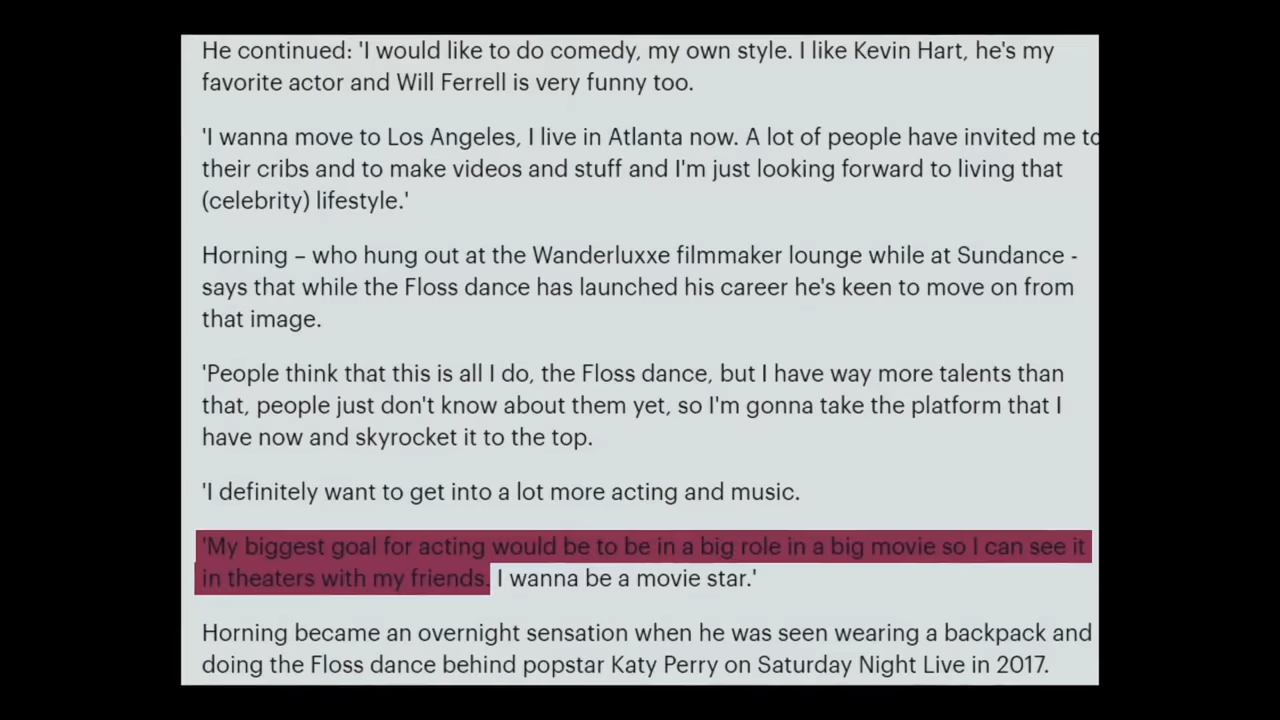 He continued: 'I would like to do comedy, my own style. I like Kevin Hart, he's my
favorite actor and Will Ferrell is very funny too.
'I wanna move to Los Angeles, I live in Atlanta now. A lot of people have invited me to
their cribs and to make videos and stuff and I'm just looking forward to living that
(celebrity) lifestyle.'
Horning – who hung out at the Wanderluxxe filmmaker lounge while at Sundance -
says that while the Floss dance has launched his career he's keen to move on from
that image.
'People think that this is all I do, the Floss dance, but I have way more talents than
that, people just don't know about them yet, so I'm gonna take the platform that I
have now and skyrocket it to the top.
'I definitely want to get into a lot more acting and music.
'My biggest goal for acting would be to be in a big role in a big movie so I can see it
in theaters with my friends. I wanna be a movie star.'
Horning became an overnight sensation when he was seen wearing a backpack and
doing the Floss dance behind popstar Katy Perry on Saturday Night Live in 2017.